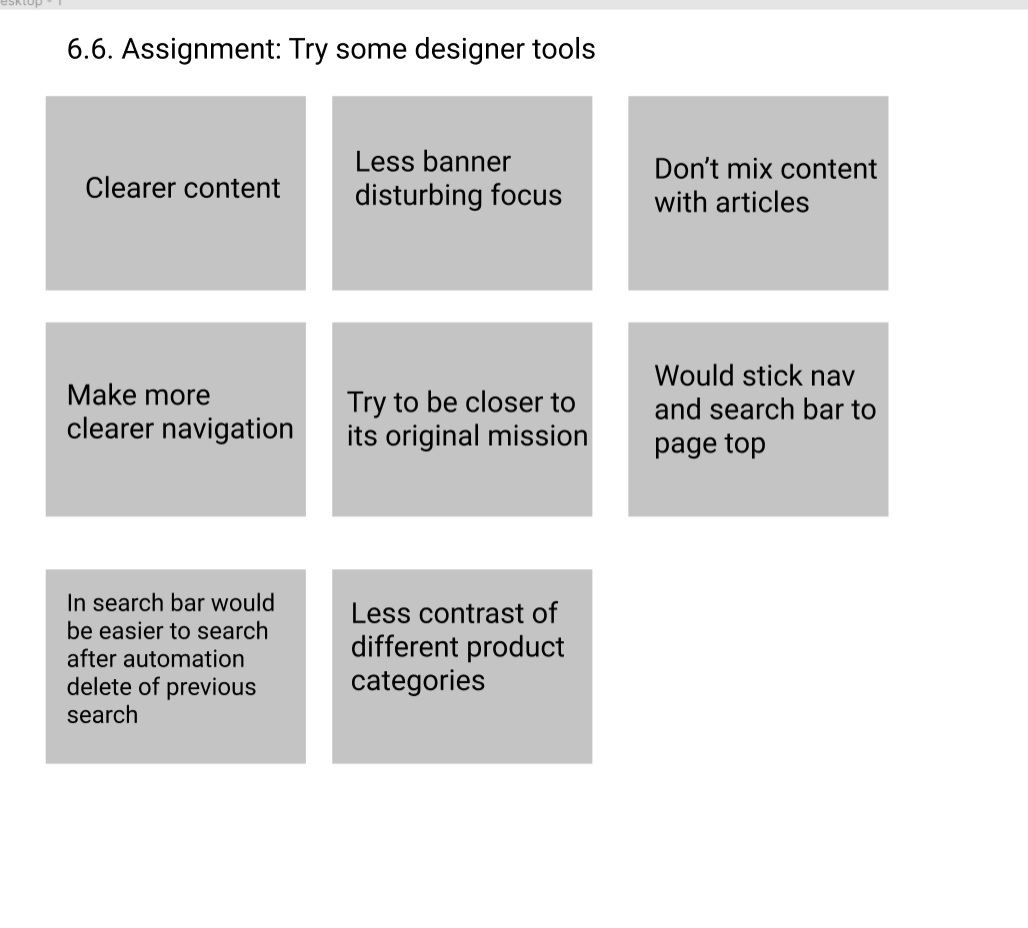 6.6. Assignment: Try some designer tools
Clearer content
Less banner
disturbing focus
Don't mix content
with articles
Make more
clearer navigation
Try to be closer to
its original mission
Would stick nav
and search bar to
page top
In search bar would
be easier to search
after automation
delete of previous
search
Less contrast of
different product
categories